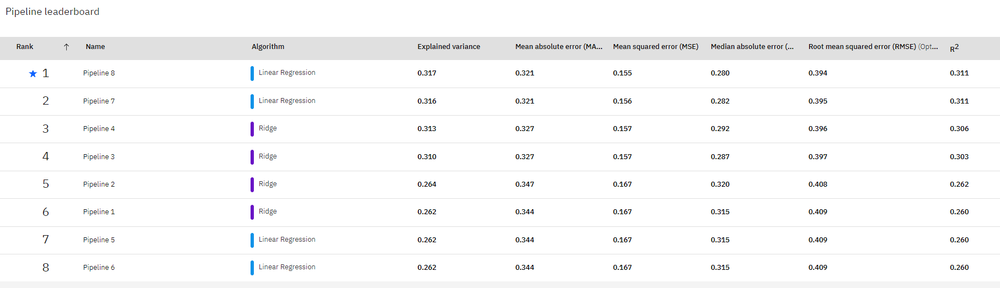 Pipeline leaderboard
Rank ↑ Name Algorithm Explained variance Mean absolute error (MA... Mean squared error (MSE) Median absolute error (... Root mean squared error (RMSE) (Opt... R2
1 Pipeline 8 Linear Regression 0.317 0.321 0.155 0.280 0.394 0.311
2 Pipeline 7 Linear Regression 0.316 0.321 0.156 0.282 0.395 0.311
3 Pipeline 4 Ridge 0.313 0.327 0.157 0.292 0.396 0.306
4 Pipeline 3 Ridge 0.310 0.327 0.157 0.287 0.397 0.303
5 Pipeline 2 Ridge 0.264 0.347 0.167 0.320 0.408 0.262
6 Pipeline 1 Ridge 0.262 0.344 0.167 0.315 0.409 0.260
7 Pipeline 5 Linear Regression 0.262 0.344 0.167 0.315 0.409 0.260
8 Pipeline 6 Linear Regression 0.262 0.344 0.167 0.315 0.409 0.260